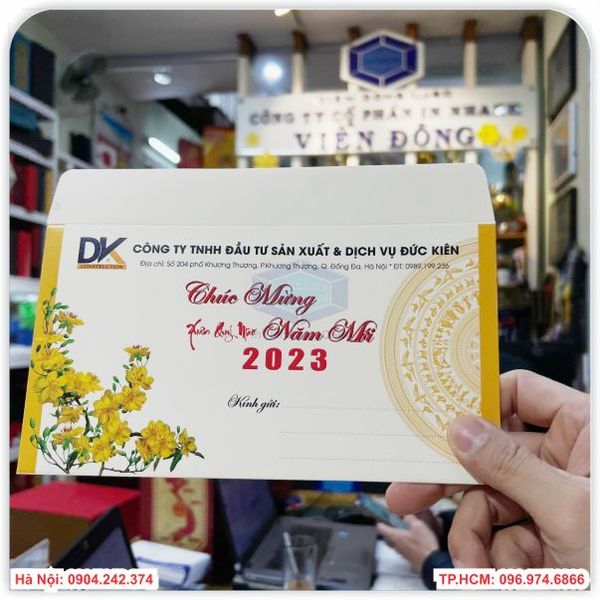 CÔNG TY CỔ PHẦN IN
VIỄN ĐÔNG
DK
CONSTRUCTION
CÔNG TY TNHH ĐẦU TƯ SẢN XUẤT & DỊCH VỤ ĐỨC KIÊN
Địa chỉ: Số 204 phố Khương Thượng, P.Khương Thượng, Q. Đống Đa, Hà Nội * ĐT: 0989.199.236
Chúc Mừng
Xuân Quý Mão Năm Mới
2023
Kính gửi:
Hà Nội: 0904.242.374
TP.HCM: 096.974.6866